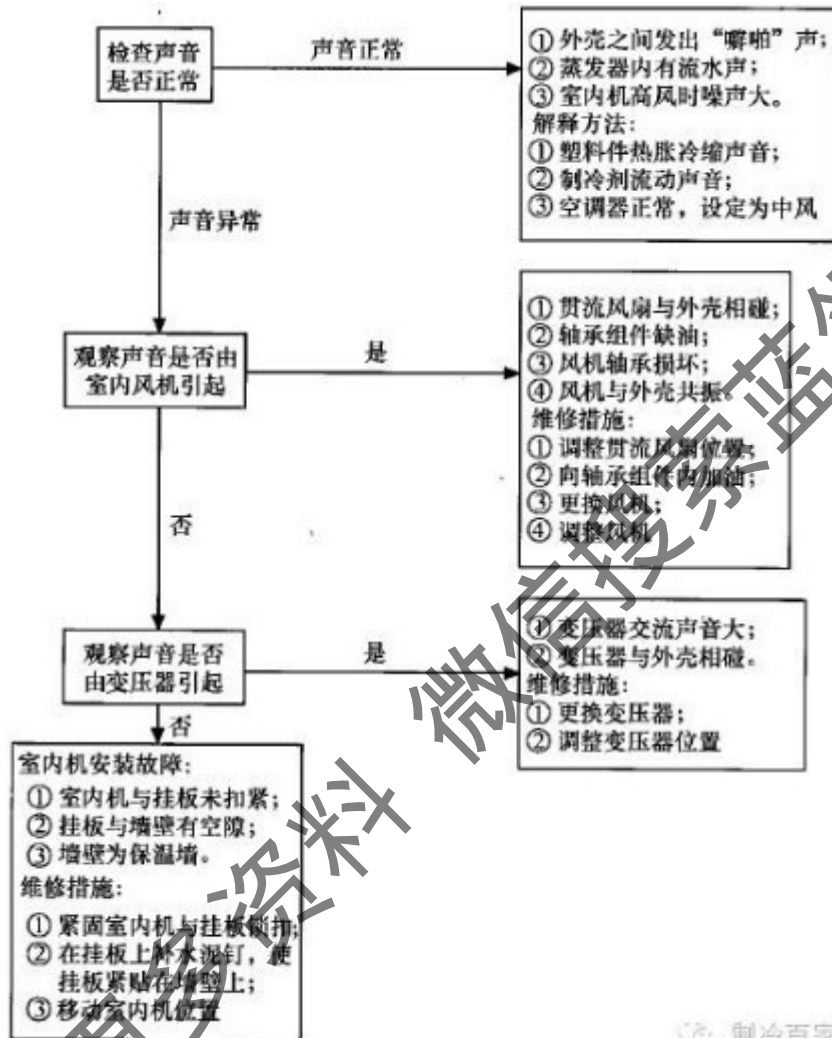 检查声音
是否正常
声音正常
① 外壳之间发出“噼啪”声;
② 蒸发器内有流水声;
③ 室内机高风时噪声大。
解释方法:
① 塑料件热胀冷缩声音;
② 制冷剂流动声音;
③ 空调器正常，设定为中风
声音异常
观察声音是否由
室内风机引起
是
① 贯流风扇与外壳相碰;
② 轴承组件缺油;
③ 风机轴承损坏;
④ 风机与外壳共振。
维修措施:
① 调整贯流风扇位置;
② 向轴承组件内加油;
③ 更换风机;
④ 调整风机
否
观察声音是否
由变压器引起
是
① 变压器交流声音大;
② 变压器与外壳相碰。
维修措施:
① 更换变压器;
② 调整变压器位置
否
室内机安装故障:
① 室内机与挂板未扣紧;
② 挂板与墙壁有空隙;
③ 墙壁为保温墙。
维修措施:
① 紧固室内机与挂板锁扣;
② 在挂板上补水泥钉，使
挂板紧贴在墙壁上;
③ 移动室内机位置
多资料 微信搜索蓝
制冷百家